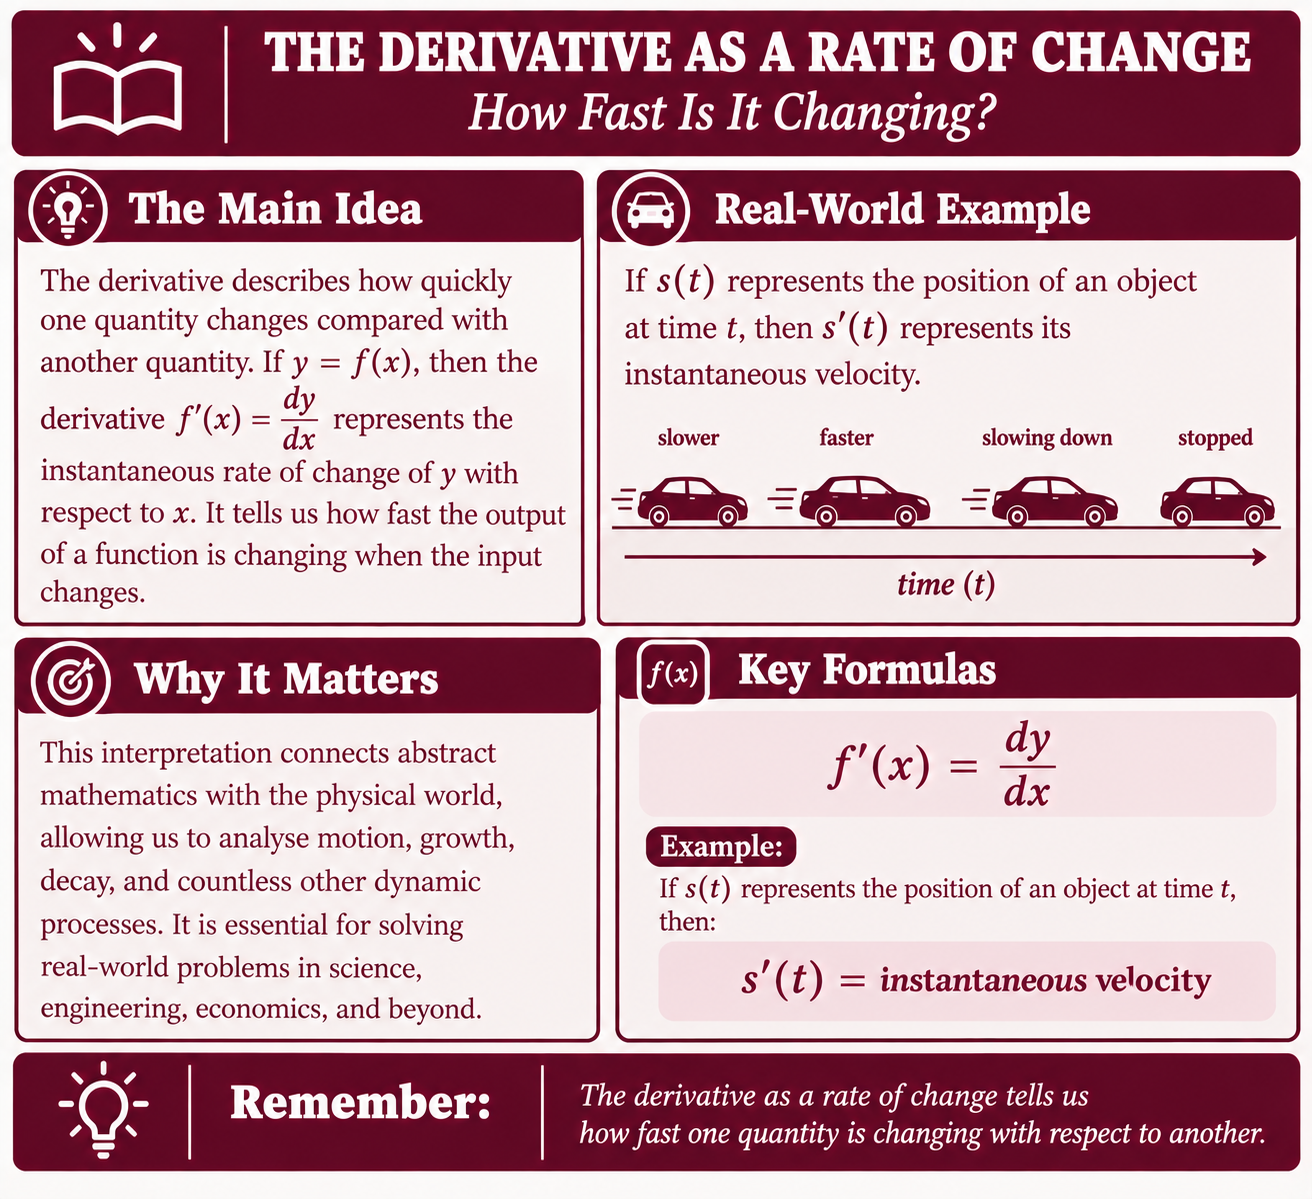 THE DERIVATIVE AS A RATE OF CHANGE
How Fast Is It Changing?
The Main Idea
The derivative describes how quickly
one quantity changes compared with
another quantity. If y = f(x), then the
derivative f′(x) = dy/dx represents the
instantaneous rate of change of y with
respect to x. It tells us how fast the output
of a function is changing when the input
changes.
Real-World Example
If s(t) represents the position of an object
at time t, then s′(t) represents its
instantaneous velocity.
slower faster slowing down stopped
time (t)
Why It Matters
This interpretation connects abstract
mathematics with the physical world,
allowing us to analyse motion, growth,
decay, and countless other dynamic
processes. It is essential for solving
real-world problems in science,
engineering, economics, and beyond.
f(x)
Key Formulas
f′(x) = dy/dx
Example:
If s(t) represents the position of an object at time t,
then:
s′(t) = instantaneous velocity
Remember:
The derivative as a rate of change tells us
how fast one quantity is changing with respect to another.